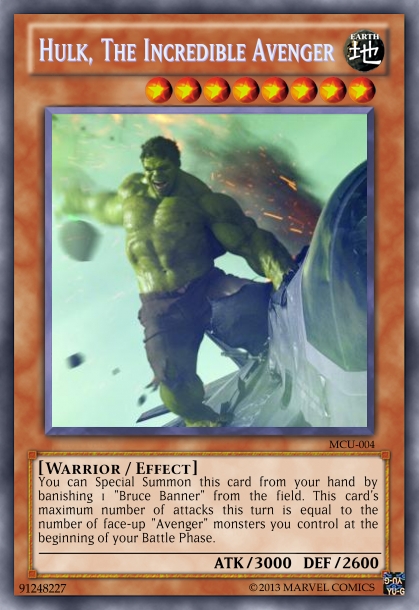 Hulk, The Incredible Avenger
EARTH
地
MCU-004
[Warrior / Effect]
You can Special Summon this card from your hand by
banishing 1 "Bruce Banner" from the field. This card's
maximum number of attacks this turn is equal to the
number of face-up "Avenger" monsters you control at the
beginning of your Battle Phase.
ATK/3000 DEF/2600
91248227
©2013 MARVEL COMICS